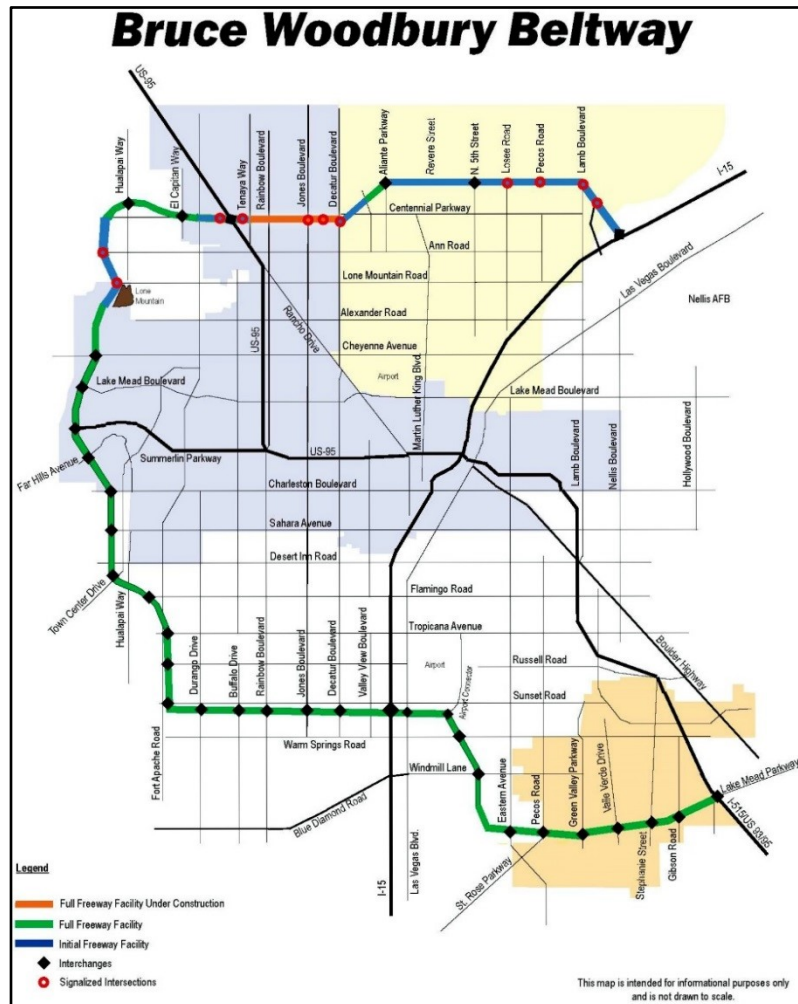 Bruce Woodbury Beltway
US-95
Hualapai Way
El Capitan Way
Tenaya Way
Rainbow Boulevard
Jones Boulevard
Decatur Boulevard
Aliante Parkway
Revere Street
N. 5th Street
Losee Road
Pecos Road
Lamb Boulevard
I-15
Centennial Parkway
Ann Road
Lone Mountain Road
Lone
Mountain
Las Vegas Boulevard
Nellis AFB
Alexander Road
Rancho Drive
US-95
Cheyenne Avenue
Airport
Martin Luther King Blvd.
Lake Mead Boulevard
Lake Mead Boulevard
US-95
Summerlin Parkway
Far Hills Avenue
Lamb Boulevard
Nellis Boulevard
Hollywood Boulevard
Charleston Boulevard
Sahara Avenue
Desert Inn Road
Town Center Drive
Hualapai Way
Flamingo Road
Tropicana Avenue
Boulder Highway
Durango Drive
Buffalo Drive
Rainbow Boulevard
Jones Boulevard
Decatur Boulevard
Valley View Boulevard
Airport
Airport Connector
Russell Road
Sunset Road
Fort Apache Road
Warm Springs Road
Windmill Lane
Blue Diamond Road
Eastern Avenue
Pecos Road
Green Valley Parkway
Valle Verde Drive
Stephanie Street
Gibson Road
Lake Mead Parkway
I-515/US 93/95
St. Rose Parkway
Las Vegas Blvd.
I-15
Legend
Full Freeway Facility Under Construction
Full Freeway Facility
Initial Freeway Facility
Interchanges
Signalized Intersections
This map is intended for informational purposes only
and is not drawn to scale.